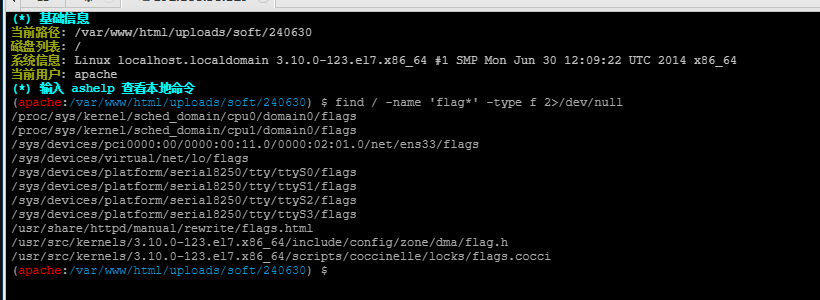 (*) 基础信息
当前路径: /var/www/html/uploads/soft/240630
磁盘列表: /
系统信息: Linux localhost.localdomain 3.10.0-123.el7.x86_64 #1 SMP Mon Jun 30 12:09:22 UTC 2014 x86_64
当前用户: apache
(*) 输入 ashelp 查看本地命令
(apache:/var/www/html/uploads/soft/240630) $ find / -name 'flag*' -type f 2>/dev/null
/proc/sys/kernel/sched_domain/cpu0/domain0/flags
/proc/sys/kernel/sched_domain/cpu1/domain0/flags
/sys/devices/pci0000:00/0000:00:11.0/0000:02:01.0/net/ens33/flags
/sys/devices/virtual/net/lo/flags
/sys/devices/platform/serial8250/tty/ttyS0/flags
/sys/devices/platform/serial8250/tty/ttyS1/flags
/sys/devices/platform/serial8250/tty/ttyS2/flags
/sys/devices/platform/serial8250/tty/ttyS3/flags
/usr/share/httpd/manual/rewrite/flags.html
/usr/src/kernels/3.10.0-123.el7.x86_64/include/config/zone/dma/flag.h
/usr/src/kernels/3.10.0-123.el7.x86_64/scripts/coccinelle/locks/flags.cocci
(apache:/var/www/html/uploads/soft/240630) $